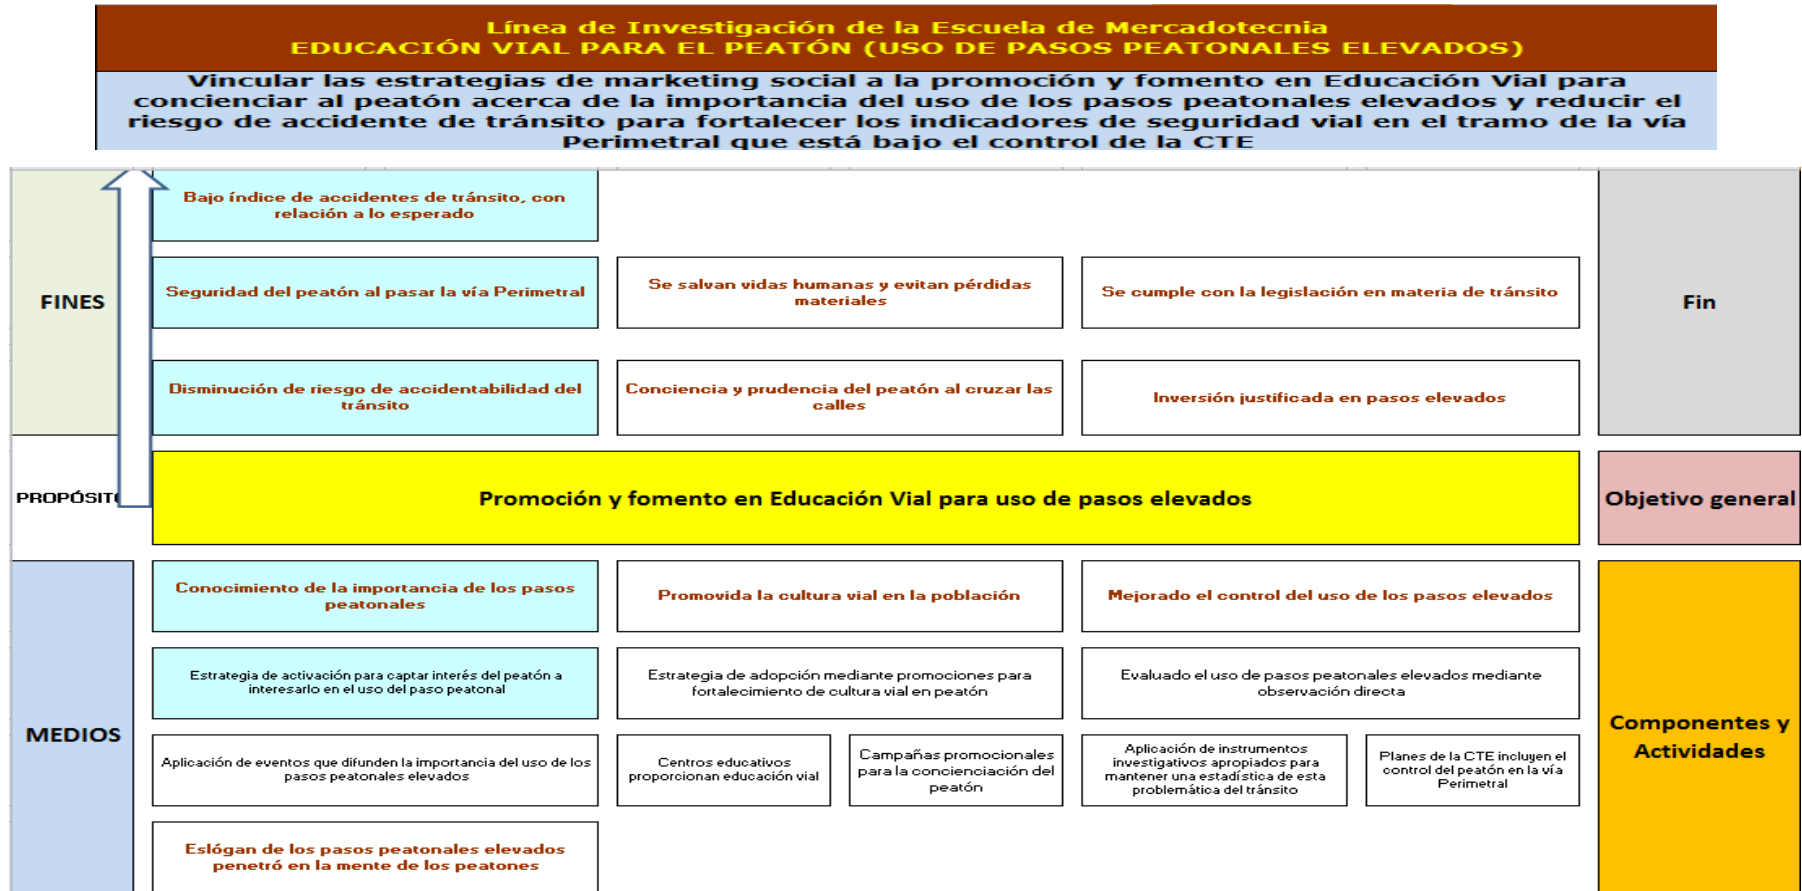 Línea de Investigación de la Escuela de Mercadotecnia
EDUCACIÓN VIAL PARA EL PEATÓN (USO DE PASOS PEATONALES ELEVADOS)
Vincular las estrategias de marketing social a la promoción y fomento en Educación Vial para
concienciar al peatón acerca de la importancia del uso de los pasos peatonales elevados y reducir el
riesgo de accidente de tránsito para fortalecer los indicadores de seguridad vial en el tramo de la vía
Perimetral que está bajo el control de la CTE
FINES
Bajo índice de accidentes de tránsito, con
relación a lo esperado
Seguridad del peatón al pasar la vía Perimetral
Se salvan vidas humanas y evitan pérdidas
materiales
Se cumple con la legislación en materia de tránsito
Fin
Disminución de riesgo de accidentabilidad del
tránsito
Conciencia y prudencia del peatón al cruzar las
calles
Inversión justificada en pasos elevados
PROPÓSIT
Promoción y fomento en Educación Vial para uso de pasos elevados
Objetivo general
MEDIOS
Conocimiento de la importancia de los pasos
peatonales
Promovida la cultura vial en la población
Mejorado el control del uso de los pasos elevados
Estrategia de activación para captar interés del peatón a
interesarlo en el uso del paso peatonal
Estrategia de adopción mediante promociones para
fortalecimiento de cultura vial en peatón
Evaluado el uso de pasos peatonales elevados mediante
observación directa
Componentes y
Actividades
Aplicación de eventos que difunden la importancia del uso de los
pasos peatonales elevados
Centros educativos
proporcionan educación vial
Campañas promocionales
para la concienciación del
peatón
Aplicación de instrumentos
investigativos apropiados para
mantener una estadística de esta
problemática del tránsito
Planes de la CTE incluyen el
control del peatón en la vía
Perimetral
Eslógan de los pasos peatonales elevados
penetró en la mente de los peatones